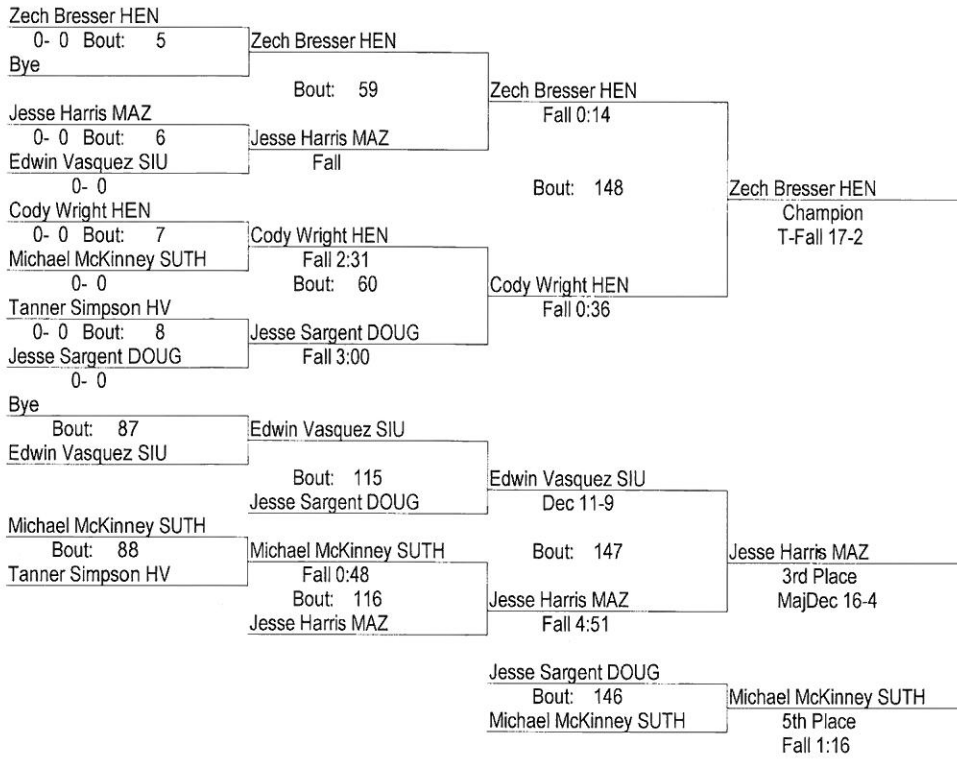 Zech Bresser HEN
0- 0 Bout: 5
Bye
Zech Bresser HEN
Bout: 59
Jesse Harris MAZ
0- 0 Bout: 6
Edwin Vasquez SIU
0- 0
Jesse Harris MAZ
Fall
Zech Bresser HEN
Fall 0:14
Bout: 148
Cody Wright HEN
0- 0 Bout: 7
Michael McKinney SUTH
0- 0
Cody Wright HEN
Fall 2:31
Bout: 60
Tanner Simpson HV
0- 0 Bout: 8
Jesse Sargent DOUG
0- 0
Jesse Sargent DOUG
Fall 3:00
Cody Wright HEN
Fall 0:36
Zech Bresser HEN
Champion
T-Fall 17-2
Bye
Bout: 87
Edwin Vasquez SIU
Edwin Vasquez SIU
Bout: 115
Jesse Sargent DOUG
Edwin Vasquez SIU
Dec 11-9
Bout: 147
Michael McKinney SUTH
Bout: 88
Tanner Simpson HV
Michael McKinney SUTH
Fall 0:48
Bout: 116
Jesse Harris MAZ
Jesse Harris MAZ
Fall 4:51
Jesse Harris MAZ
3rd Place
MajDec 16-4
Jesse Sargent DOUG
Bout: 146
Michael McKinney SUTH
Michael McKinney SUTH
5th Place
Fall 1:16